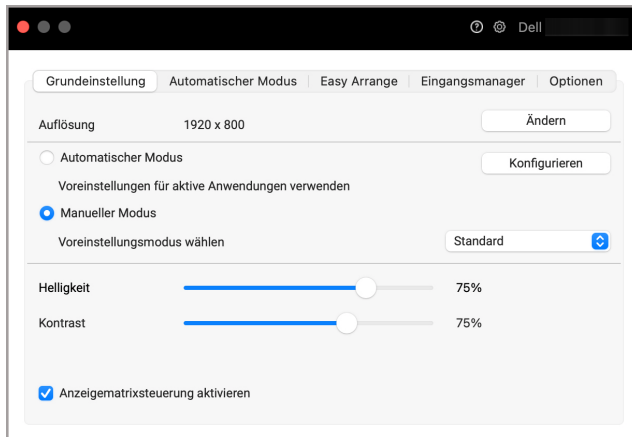 Dell
Grundeinstellung Automatischer Modus Easy Arrange Eingangsmanager Optionen
Auflösung 1920 x 800 Ändern
Automatischer Modus Konfigurieren
Voreinstellungen für aktive Anwendungen verwenden
Manueller Modus
Voreinstellungsmodus wählen Standard
Helligkeit 75%
Kontrast 75%
Anzeigematrixsteuerung aktivieren